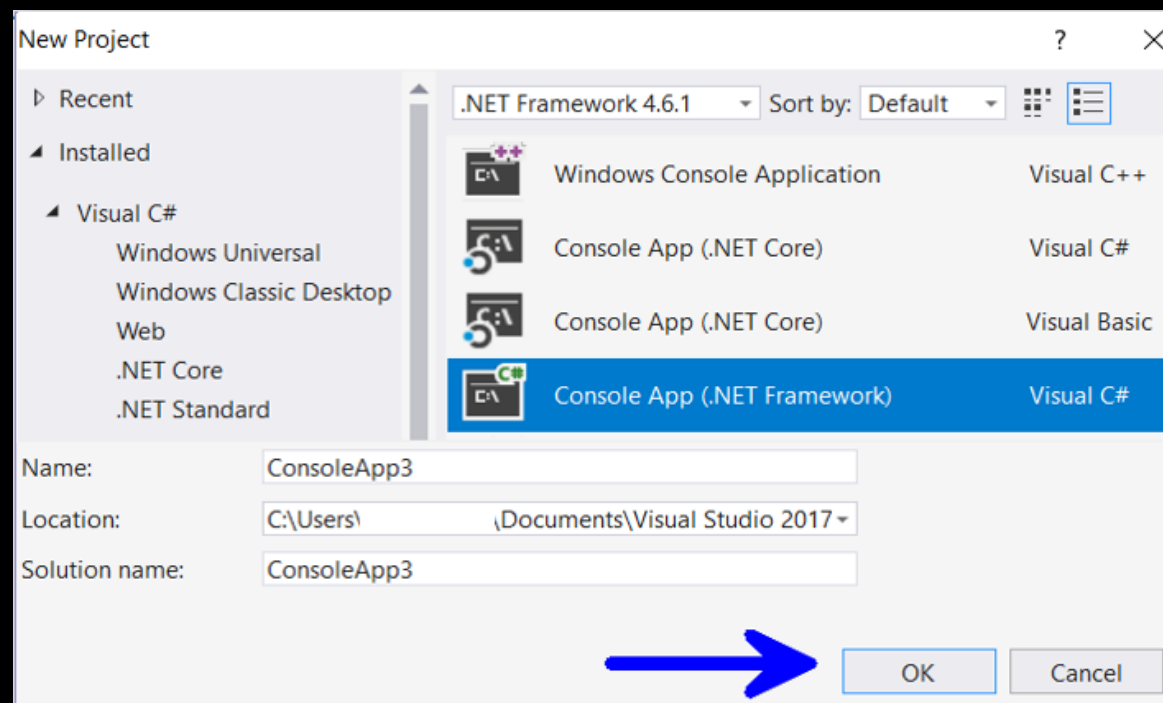 New Project ?
Recent
Installed
Visual C#
Windows Universal
Windows Classic Desktop
Web
.NET Core
.NET Standard
.NET Framework 4.6.1 Sort by: Default
Windows Console Application Visual C++
Console App (.NET Core) Visual C#
Console App (.NET Core) Visual Basic
Console App (.NET Framework) Visual C#
Name: ConsoleApp3
Location: C:\Users\ \Documents\Visual Studio 2017
Solution name: ConsoleApp3
OK Cancel